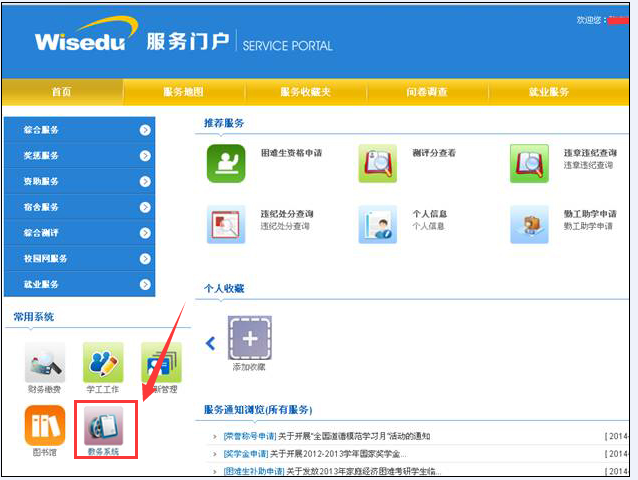 欢迎您：
Wisedu 服务门户 SERVICE PORTAL
首页 服务地图 服务收藏夹 问卷调查 就业服务
综合服务
奖惩服务
资助服务
宿舍服务
综合测评
校园网服务
就业服务
推荐服务
困难生资格申请
测评分查看
违章违纪查询
违章违纪查询
违纪处分查询
违纪处分查询
个人信息
个人信息
勤工助学申请
勤工助学申请
个人收藏
添加收藏
常用系统
财务缴费
学工工作
新管理
图书馆
教务系统
服务通知浏览(所有服务)
[荣誉称号申请] 关于开展"全国道德模范学习月"活动的通知 [ 2014-
[奖学金申请] 关于开展2012-2013学年国家奖学金... [ 2014-
[困难生补助申请] 关于发放2013年家庭经济困难考研学生临... [ 2014-